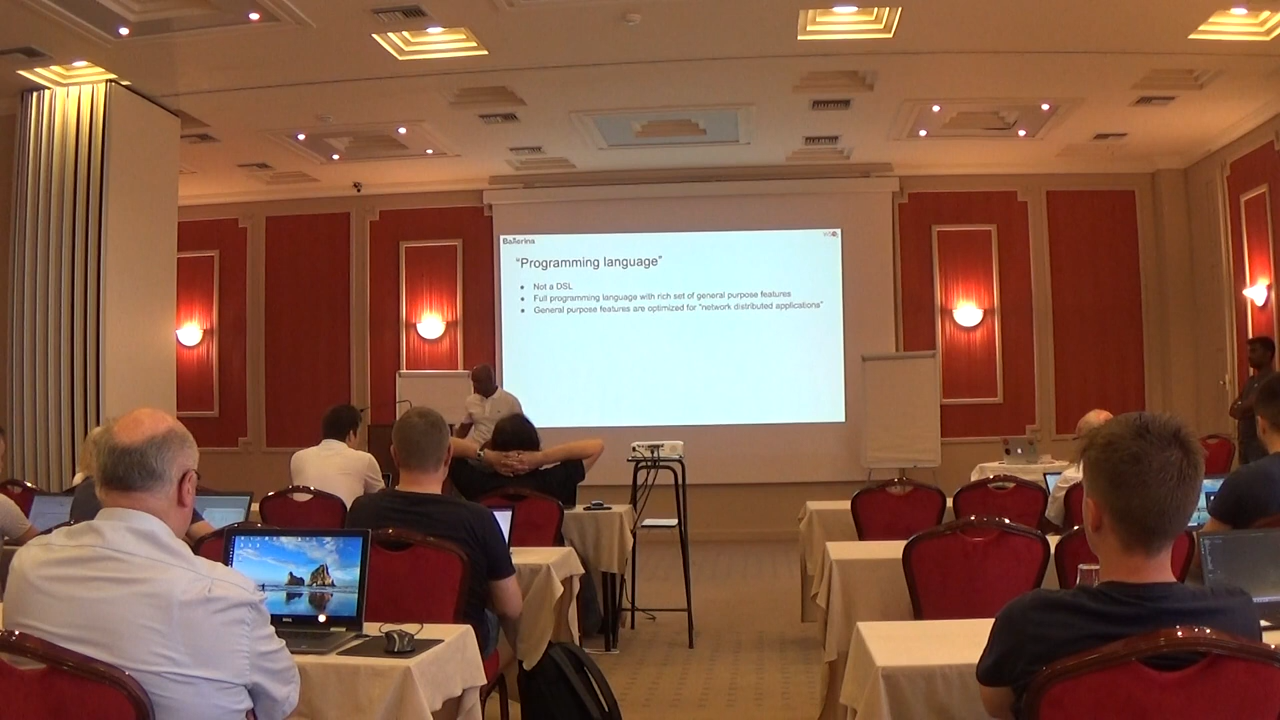 Ballerina
WSO2
"Programming language"
● Not a DSL
● Full programming language with rich set of general purpose features
● General purpose features are optimized for "network distributed applications"